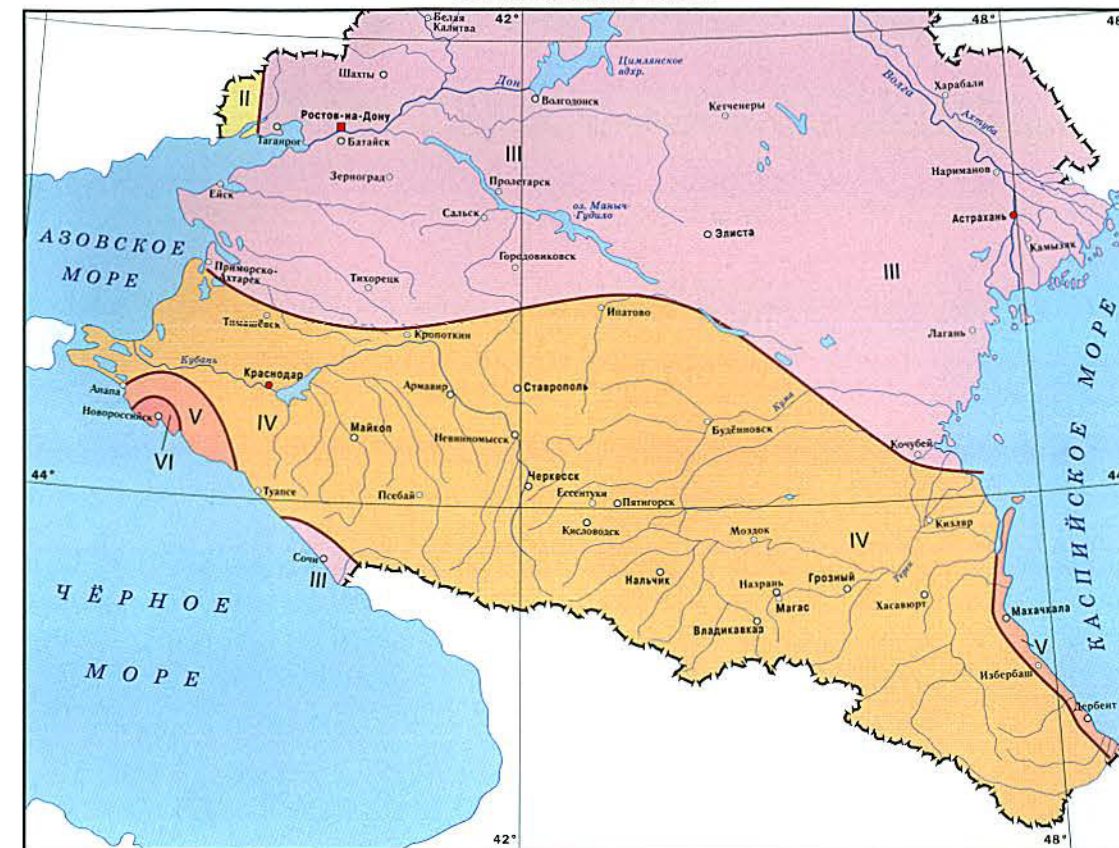 42°
48°
48
Белая
Калитва
Цимлянское
вдхр.
Шахты
Дон
Волга
Харабали
II
Волгодонск
Кетченеры
Ростов-на-Дону
Ахтуба
Таганрог
Батайск
III
Зерноград
Нариманов
Пролетарск
Ейск
оз. Маныч-
Гудило
Сальск
Астрахань
Элиста
Камызяк
АЗОВСКОЕ
МОРЕ
Городовиковск
Приморско-
Ахтарск
Тихорецк
III
Ипатово
Тимашёвск
Кропоткин
Лагань
Кубань
Краснодар
Анапа
Армавир
Ставрополь
Новороссийск
V
IV
Кума
Будённовск
Майкоп
Невинномысск
Кочубей
VI
44°
44
Черкесск
Туапсе
Псебай
Ессентуки
Пятигорск
Кисловодск
Моздок
IV
Кизляр
Сочи
III
Нальчик
Назрань
Грозный
Терек
Магас
Хасавюрт
Махачкала
Владикавказ
V
Избербаш
Дербент
ЧЁРНОЕ
МОРЕ
КАСПИЙСКОЕ МОРЕ
42°
48°